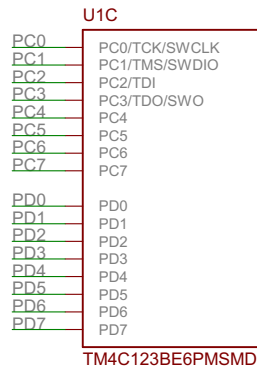 U1C
PC0 PC0/TCK/SWCLK
PC1 PC1/TMS/SWDIO
PC2 PC2/TDI
PC3 PC3/TDO/SWO
PC4 PC4
PC5 PC5
PC6 PC6
PC7 PC7
PD0 PD0
PD1 PD1
PD2 PD2
PD3 PD3
PD4 PD4
PD5 PD5
PD6 PD6
PD7 PD7
TM4C123BE6PMSMD